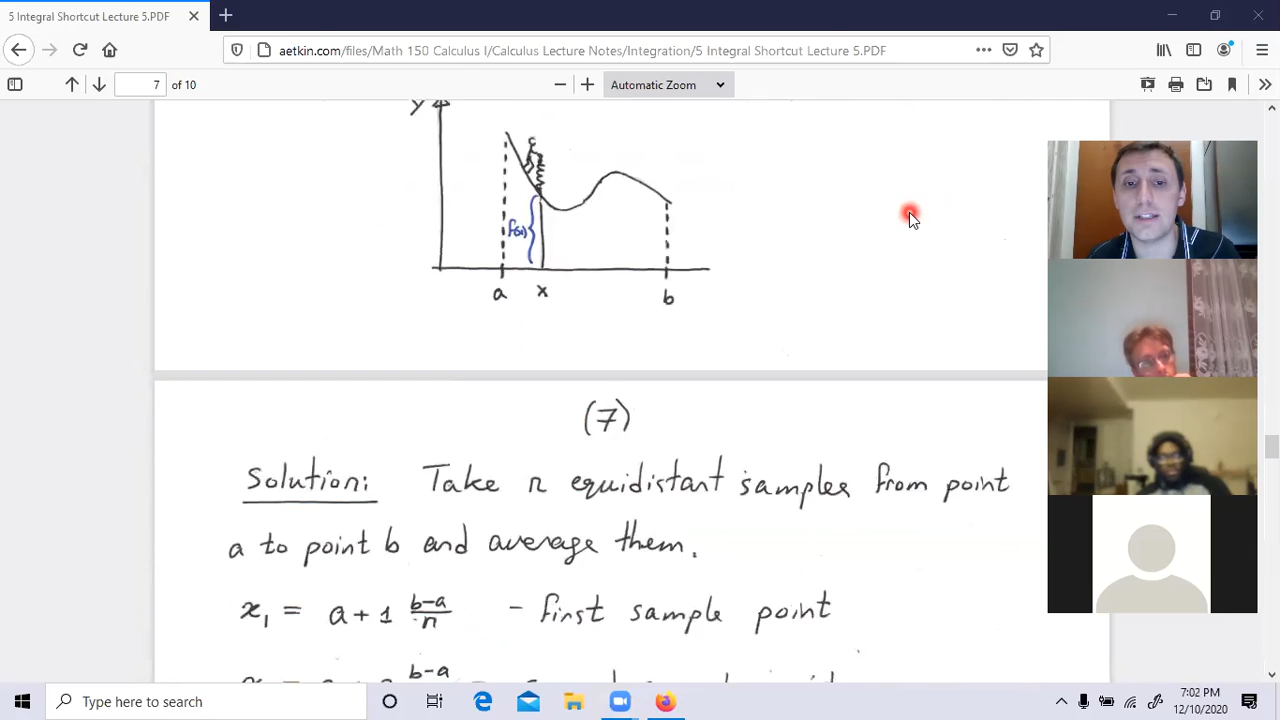 5 Integral Shortcut Lecture 5.PDF
aetkin.com/files/Math 150 Calculus I/Calculus Lecture Notes/Integration/5 Integral Shortcut Lecture 5.PDF
7 of 10
Automatic Zoom
y
f(x)
a
x
b
(7)
Solution: Take n equidistant samples from point
a to point b and average them.
x₁ = a + 1 b-a/n - first sample point
b-a
Type here to search
7:02 PM
12/10/2020